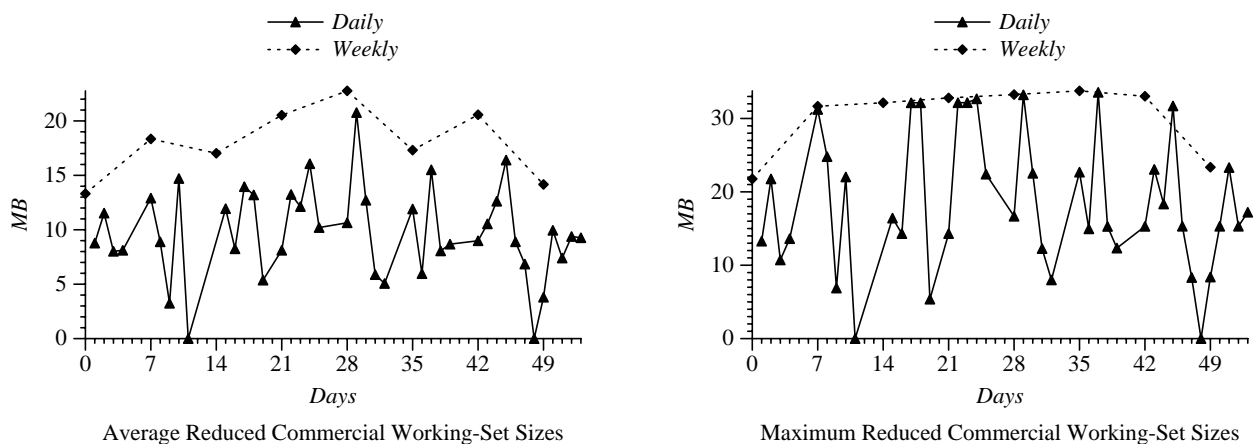 Daily
Weekly
20
15
10
5
0
MB
0 7 14 21 28 35 42 49
Days
Average Reduced Commercial Working-Set Sizes
Daily
Weekly
30
20
10
0
MB
0 7 14 21 28 35 42 49
Days
Maximum Reduced Commercial Working-Set Sizes